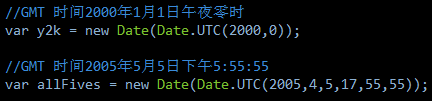 //GMT 时间2000年1月1日午夜零时
var y2k = new Date(Date.UTC(2000,0));
//GMT 时间2005年5月5日下午5:55:55
var allFives = new Date(Date.UTC(2005,4,5,17,55,55));